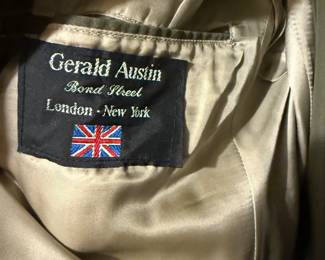 Gerald Austin
Bond Street
London - New York